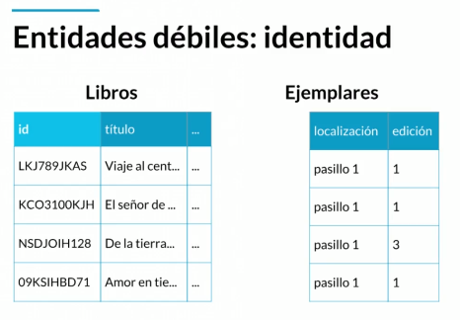 Entidades débiles: identidad
Libros
id título ...
LKJ789JKAS Viaje al cent... ...
KCO3100KJH El señor de ... ...
NSDJOIH128 De la tierra... ...
09KSIHBD71 Amor en tie... ...
Ejemplares
localización edición
pasillo 1 1
pasillo 1 1
pasillo 1 3
pasillo 1 1